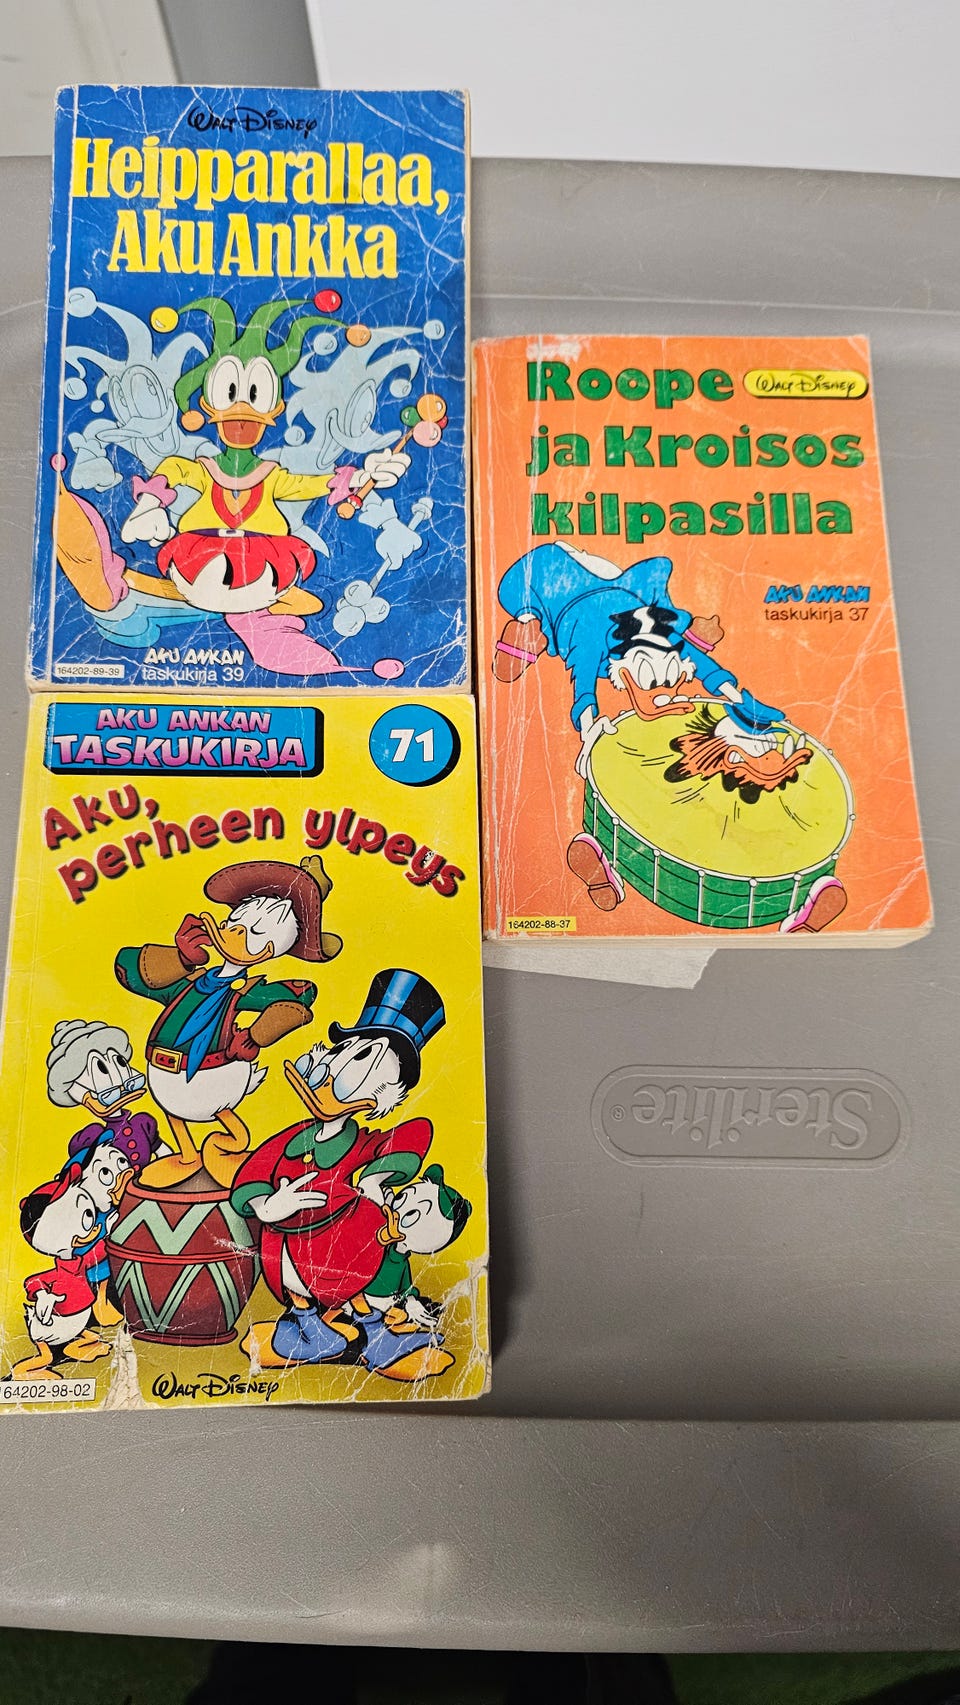 Walt Disney
Heipparallaa,
Aku Ankka
164202-89-39
AKU ANKAN
taskukirja 39
Roope
Walt Disney
ja Kroisos
kilpasilla
AKU ANKAN
taskukirja 37
164202-88-37
AKU ANKAN
TASKUKIRJA
71
Aku,
perheen ylpeys
64202-98-02
Walt Disney
Sterilite®